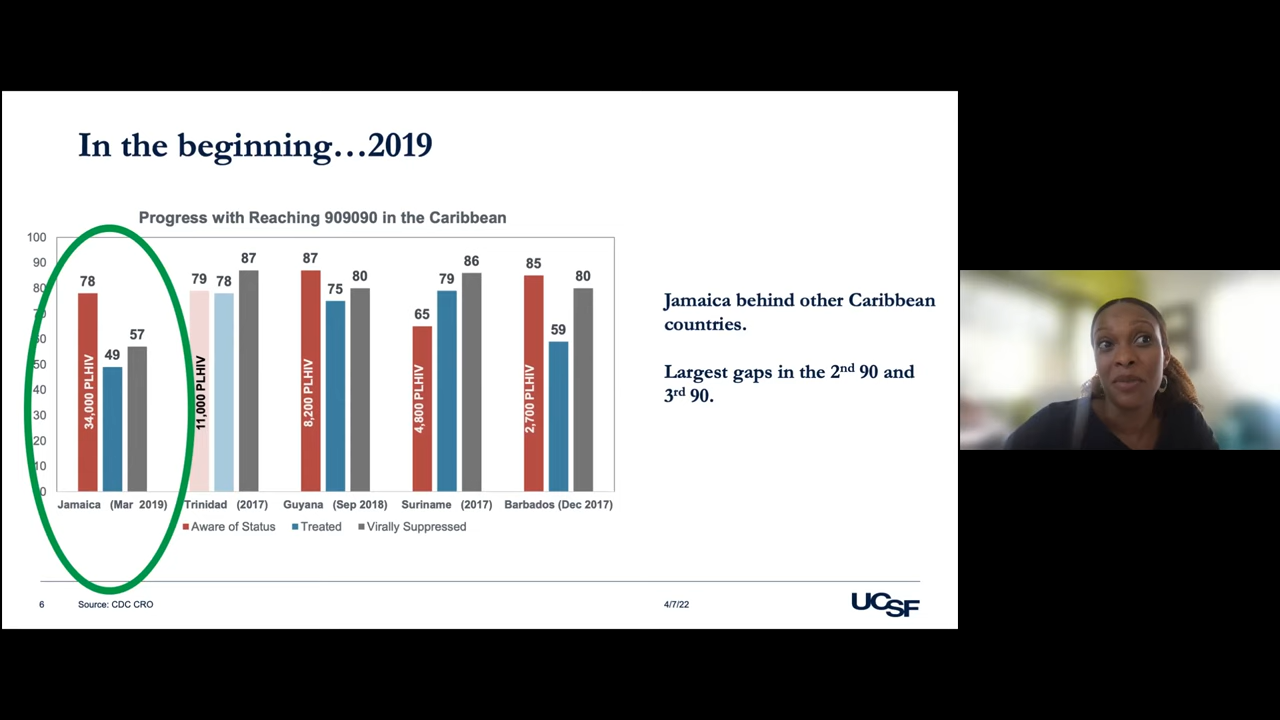 In the beginning…2019
Progress with Reaching 909090 in the Caribbean
100
90
80
60
50
40
30
20
10
0
78
49
57
34,000 PLHIV
79
78
87
11,000 PLHIV
87
75
80
8,200 PLHIV
65
79
86
4,800 PLHIV
85
59
80
2,700 PLHIV
Jamaica (Mar 2019)
Trinidad (2017)
Guyana (Sep 2018)
Suriname (2017)
Barbados (Dec 2017)
Aware of Status
Treated
Virally Suppressed
Jamaica behind other Caribbean
countries.
Largest gaps in the 2nd 90 and
3rd 90.
6
Source: CDC CRO
4/7/22
UCSF